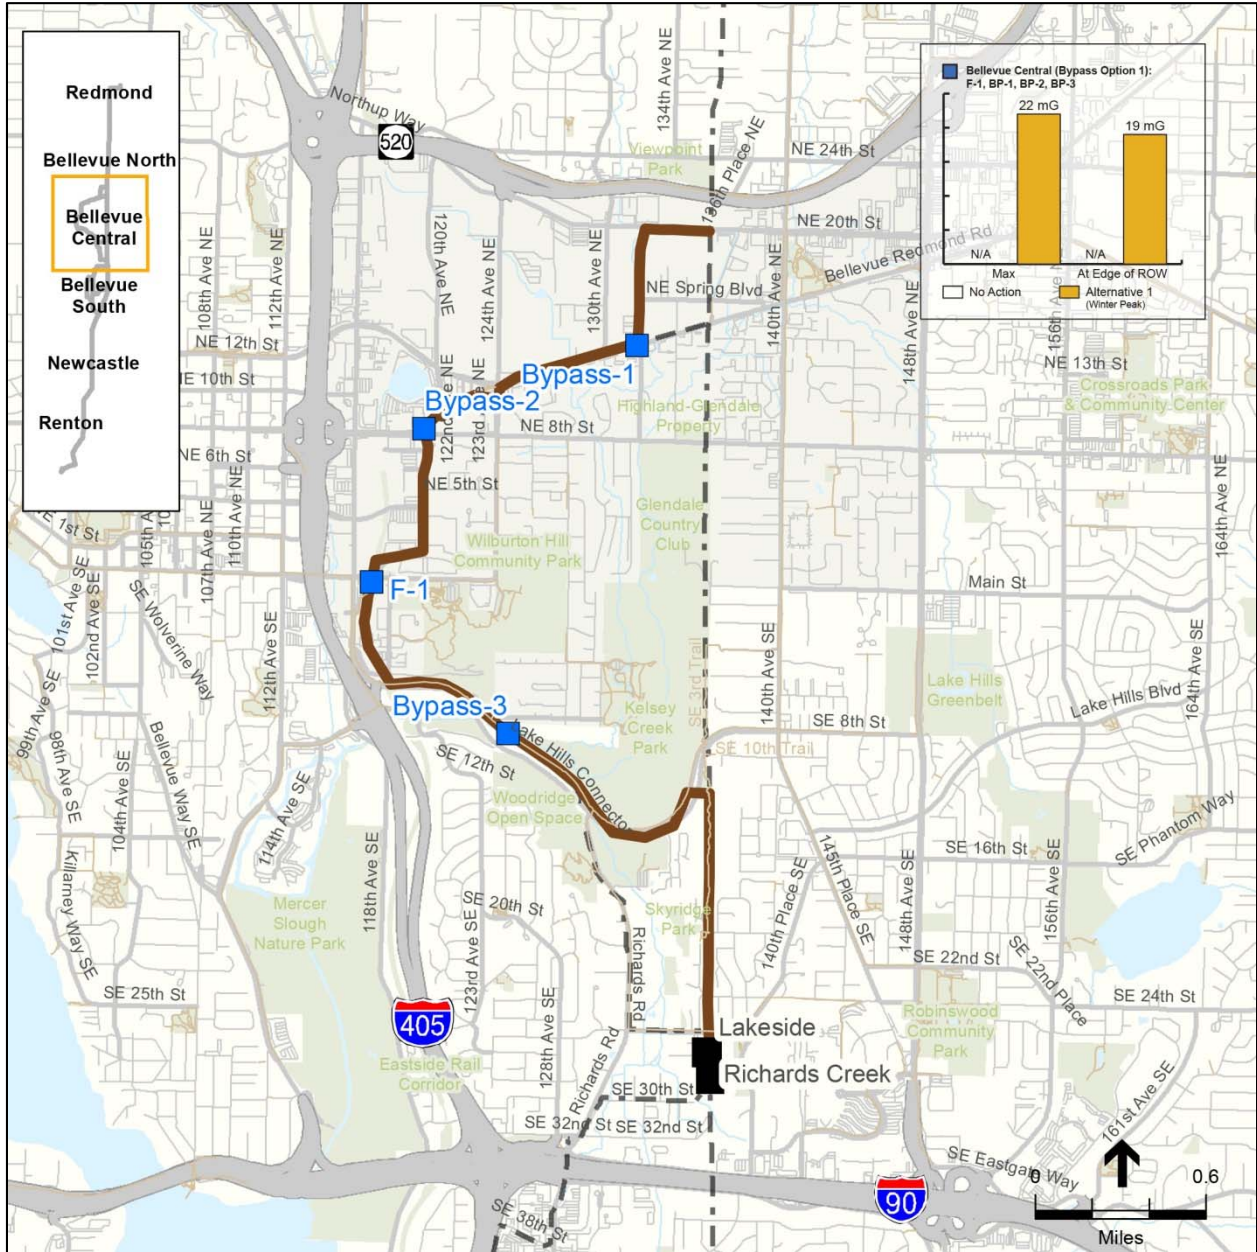 Redmond
Bellevue North
Bellevue
Central
Bellevue
South
Newcastle
Renton
Bellevue Central (Bypass Option 1):
F-1, BP-1, BP-2, BP-3
22 mG
19 mG
N/A
N/A
Max
At Edge of ROW
No Action
Alternative 1
(Winter Peak)
Northup Way
520
134th Ave NE
Viewpoint
Park
136th Place NE
NE 24th St
NE 20th St
Bellevue Redmond Rd
120th Ave NE
124th Ave NE
130th Ave NE
NE Spring Blvd
140th Ave NE
148th Ave NE
156th Ave NE
108th Ave NE
112th Ave NE
NE 12th St
NE 13th St
NE 10th St
Bypass-1
Crossroads Park
& Community Center
Bypass-2
122nd Ave NE
123rd Ave NE
NE 8th St
Highland-Glendale
Property
NE 6th St
NE 5th St
110th Ave NE
107th Ave NE
NE 1st St
Glendale
Country
Club
164th Ave NE
Wilburton Hill
Community Park
F-1
Main St
101st Ave SE
102nd Ave SE
SE Wolverine Way
112th Ave SE
SE 3rd Trail
140th Ave SE
Lake Hills
Greenbelt
Lake Hills Blvd
164th Ave SE
99th Ave SE
98th Ave SE
Bellevue Way SE
Bypass-3
Kelsey
Creek
Park
SE 8th St
SE 10th Trail
Lake Hills Connector
SE 12th St
Woodridge
Open Space
104th Ave SE
114th Ave SE
Killarney Way SE
118th Ave SE
SE 16th St
SE Phantom Way
145th Place SE
140th Place SE
148th Ave SE
156th Ave SE
Mercer
Slough
Nature Park
SE 20th St
Skyridge
Park
123rd Ave SE
Richards Rd
SE 22nd St
SE 22nd Place
SE 24th St
SE 25th St
405
Lakeside
Robinswood
Community
Park
Eastside Rail
Corridor
128th Ave SE
Richards Rd
Richards Creek
SE 30th St
SE 32nd St
SE 32nd St
161st Ave SE
SE Eastgate Way
SE 38th St
90
0
0.6
Miles